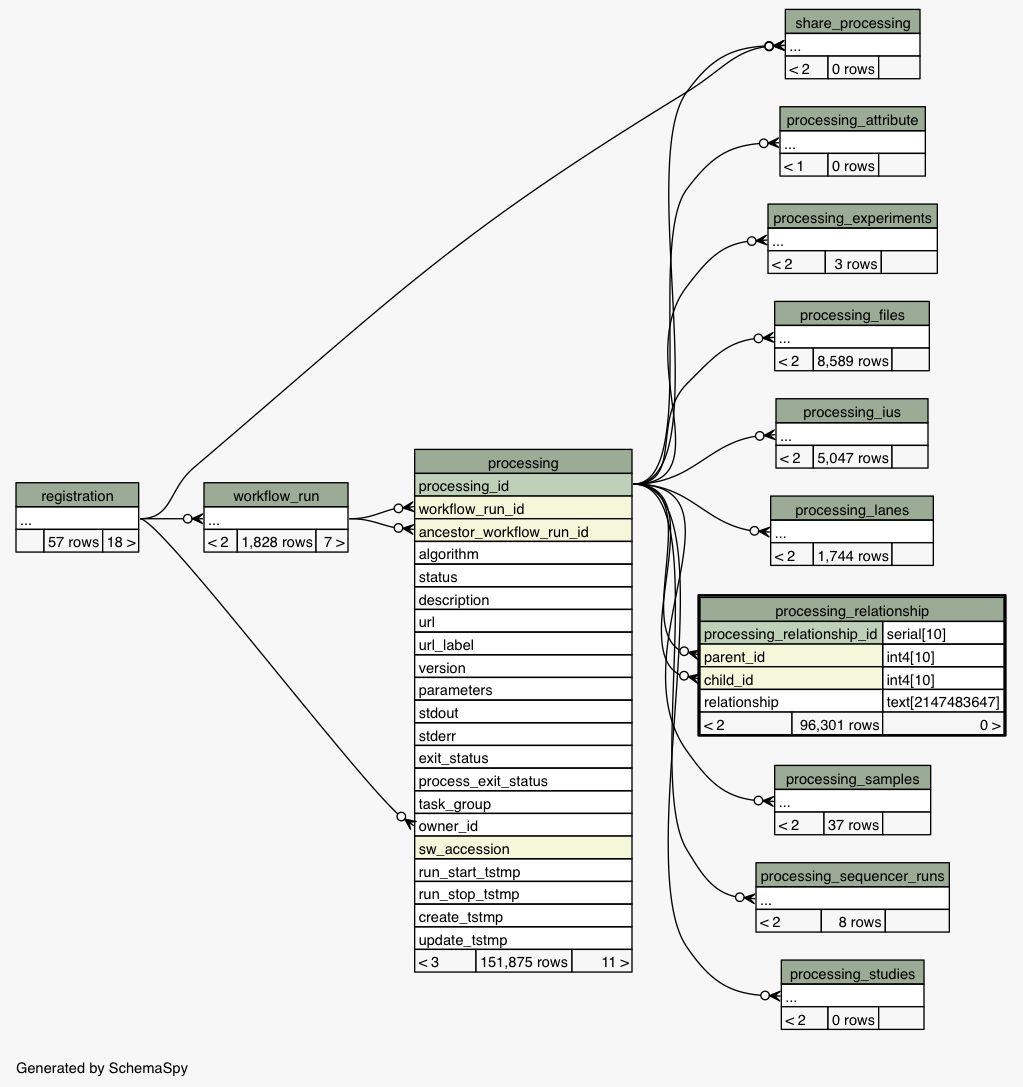 share_processing
...
< 2 0 rows
processing_attribute
...
< 1 0 rows
processing_experiments
...
< 2 3 rows
processing_files
...
< 2 8,589 rows
processing_ius
...
< 2 5,047 rows
processing_lanes
...
< 2 1,744 rows
registration
...
57 rows 18 >
workflow_run
...
< 2 1,828 rows 7 >
processing
processing_id
workflow_run_id
ancestor_workflow_run_id
algorithm
status
description
url
url_label
version
parameters
stdout
stderr
exit_status
process_exit_status
task_group
owner_id
sw_accession
run_start_tstmp
run_stop_tstmp
create_tstmp
update_tstmp
< 3 151,875 rows 11 >
processing_relationship
processing_relationship_id serial[10]
parent_id int4[10]
child_id int4[10]
relationship text[2147483647]
< 2 96,301 rows 0 >
processing_samples
...
< 2 37 rows
processing_sequencer_runs
...
< 2 8 rows
processing_studies
...
< 2 0 rows
Generated by SchemaSpy